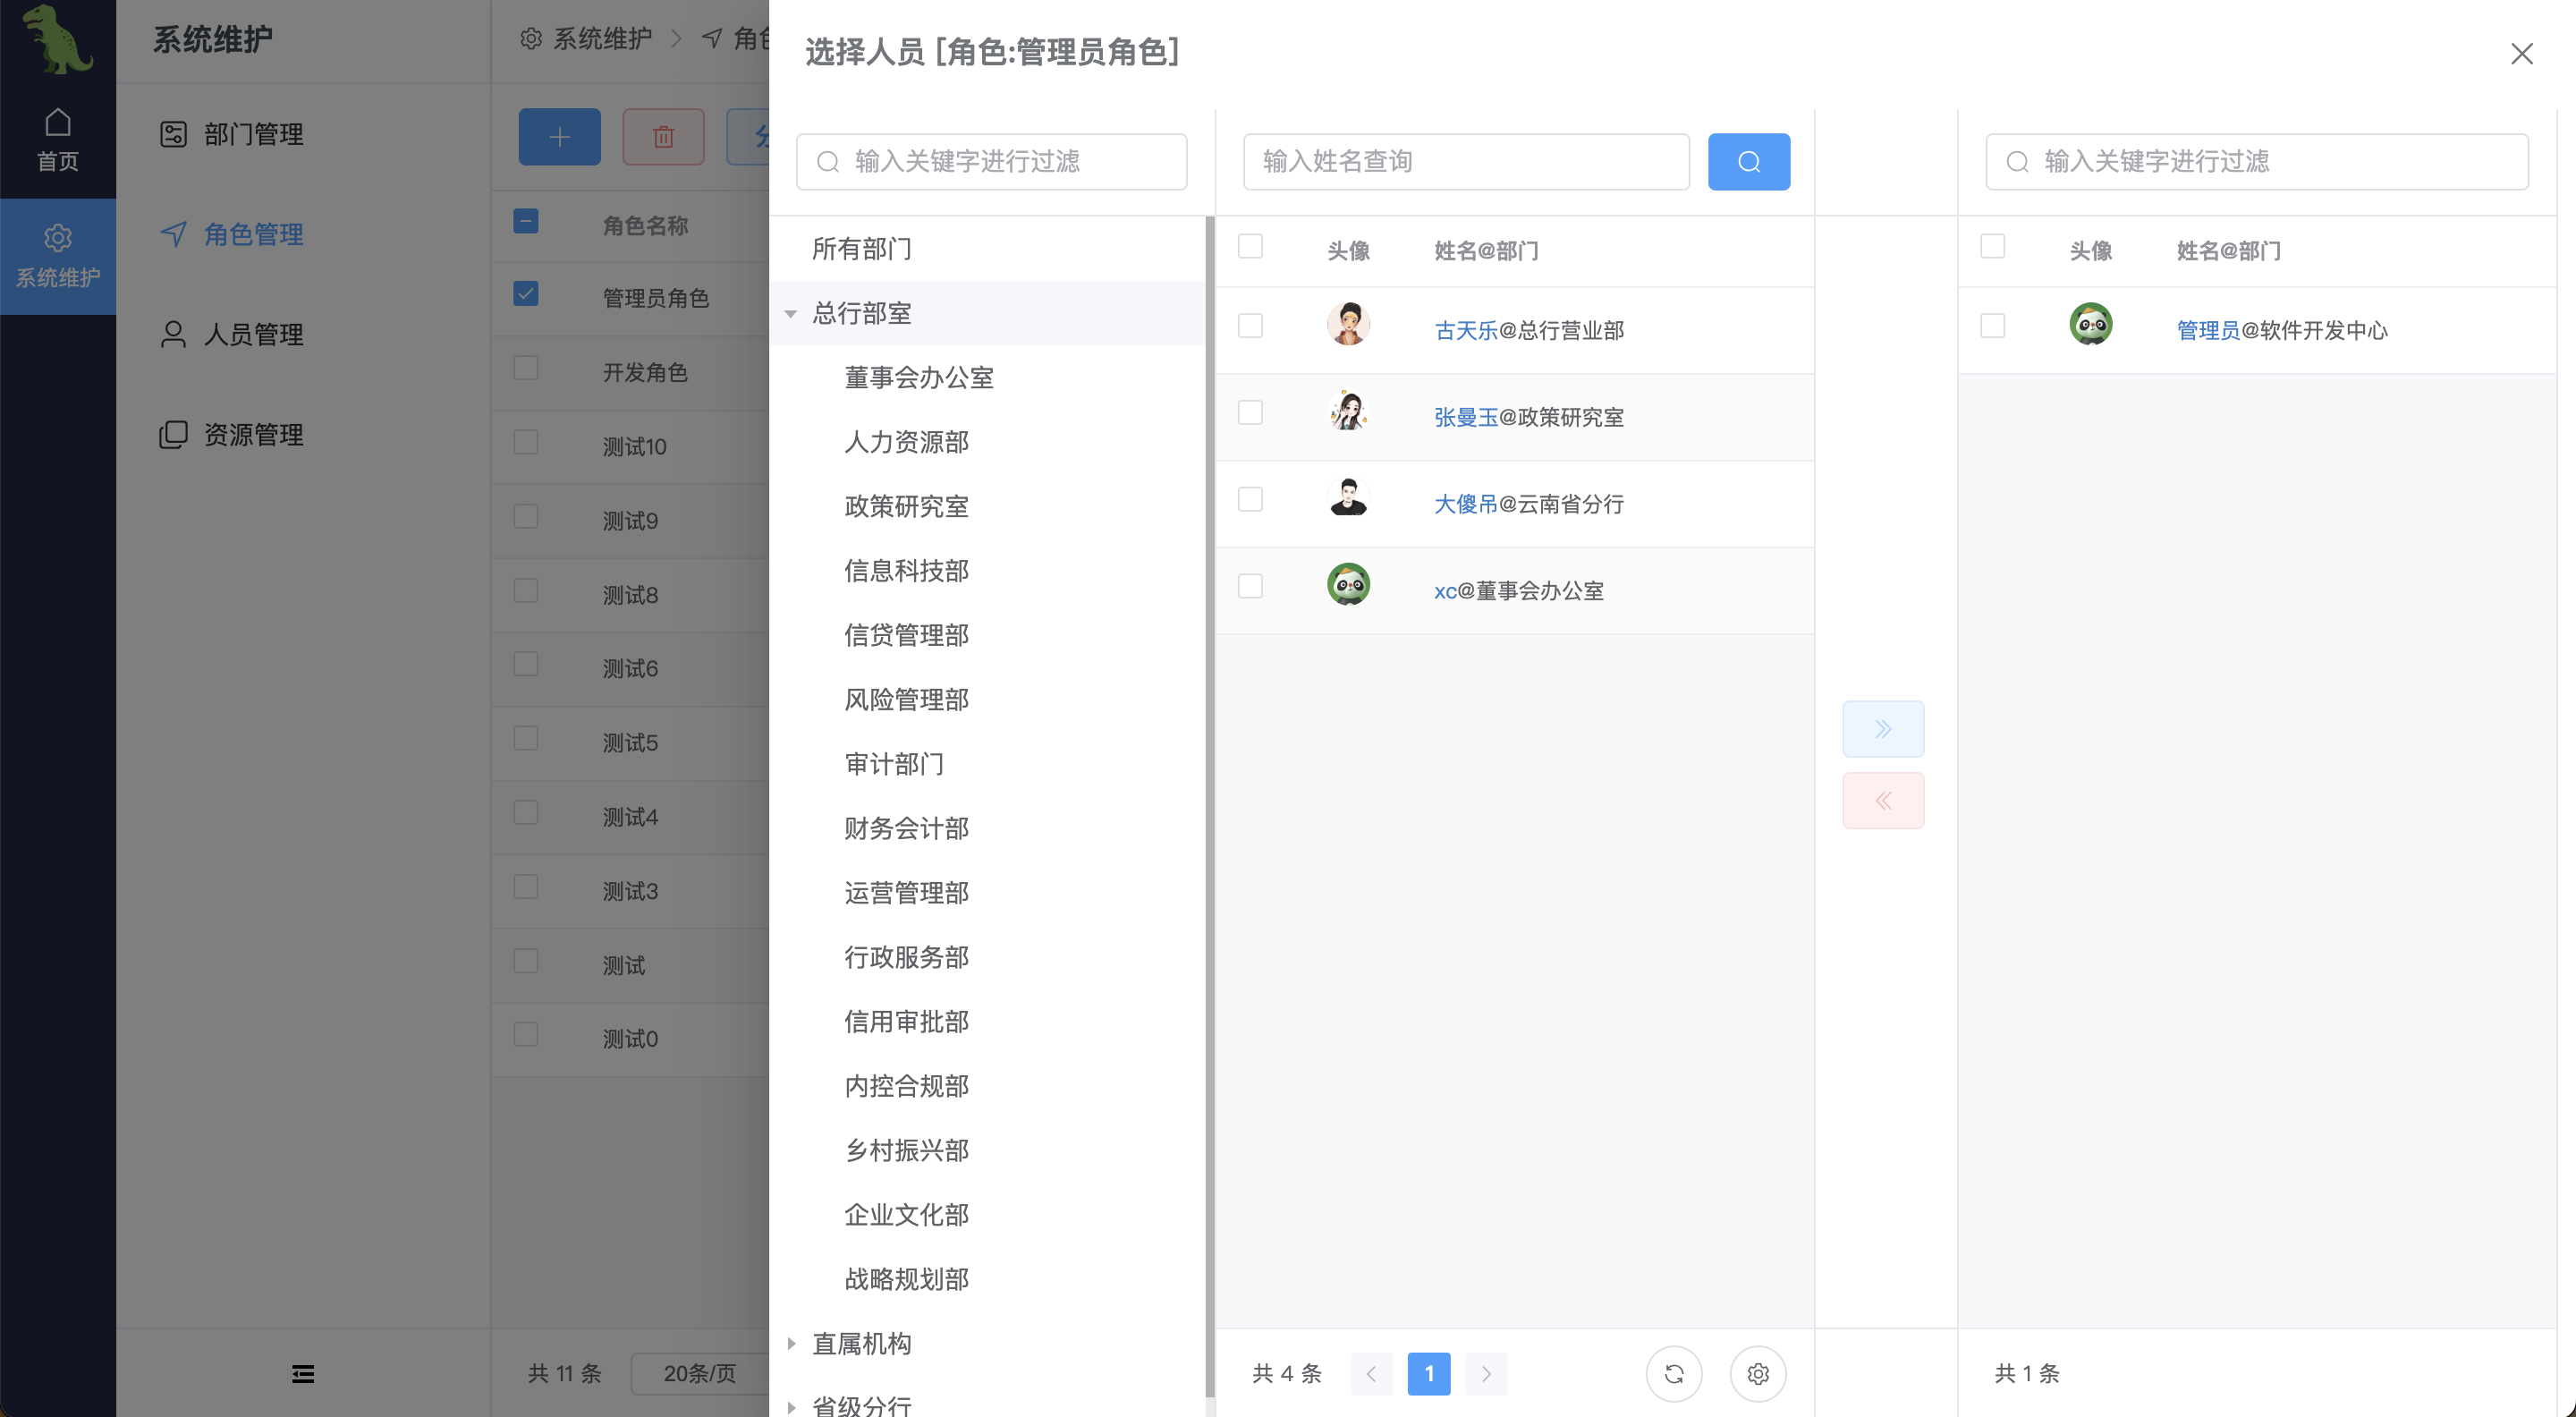 首页
系统维护
系统维护
部门管理
角色管理
人员管理
资源管理
系统维护
角色名称
管理员角色
开发角色
测试10
测试9
测试8
测试6
测试5
测试4
测试3
测试
测试0
共 11 条
20条/页
选择人员 [角色:管理员角色]
输入关键字进行过滤
所有部门
总行部室
董事会办公室
人力资源部
政策研究室
信息科技部
信贷管理部
风险管理部
审计部门
财务会计部
运营管理部
行政服务部
信用审批部
内控合规部
乡村振兴部
企业文化部
战略规划部
直属机构
省级分行
输入姓名查询
头像 姓名@部门
古天乐@总行营业部
张曼玉@政策研究室
大傻吊@云南省分行
xc@董事会办公室
共 4 条
1
输入关键字进行过滤
头像 姓名@部门
管理员@软件开发中心
共 1 条